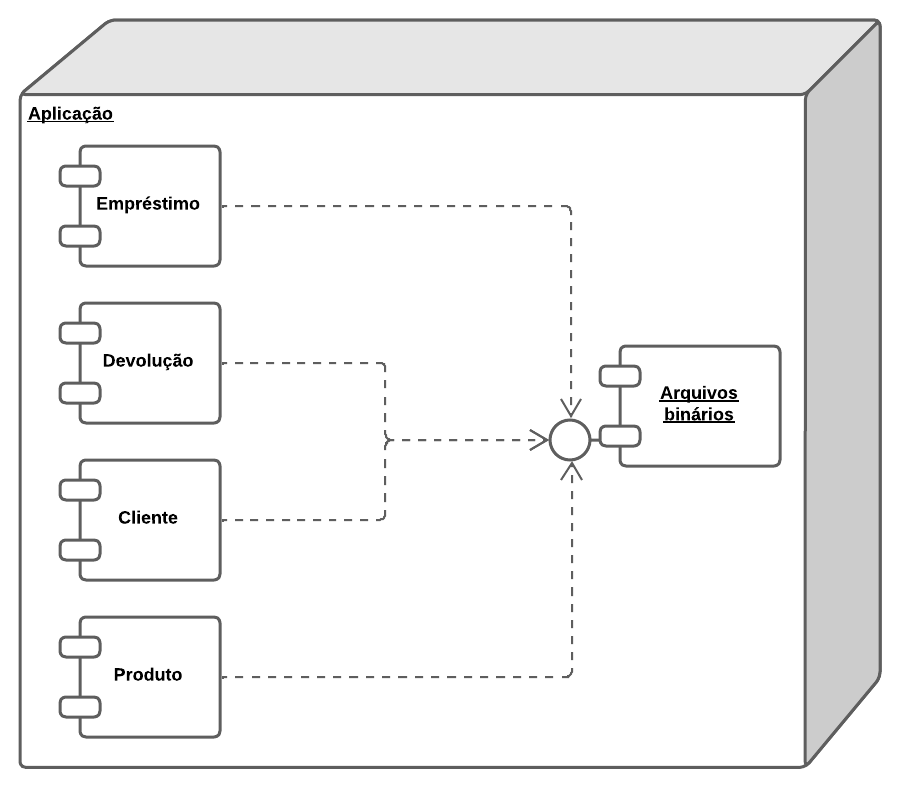 Aplicação
Empréstimo
Devolução
Arquivos
binários
Cliente
Produto